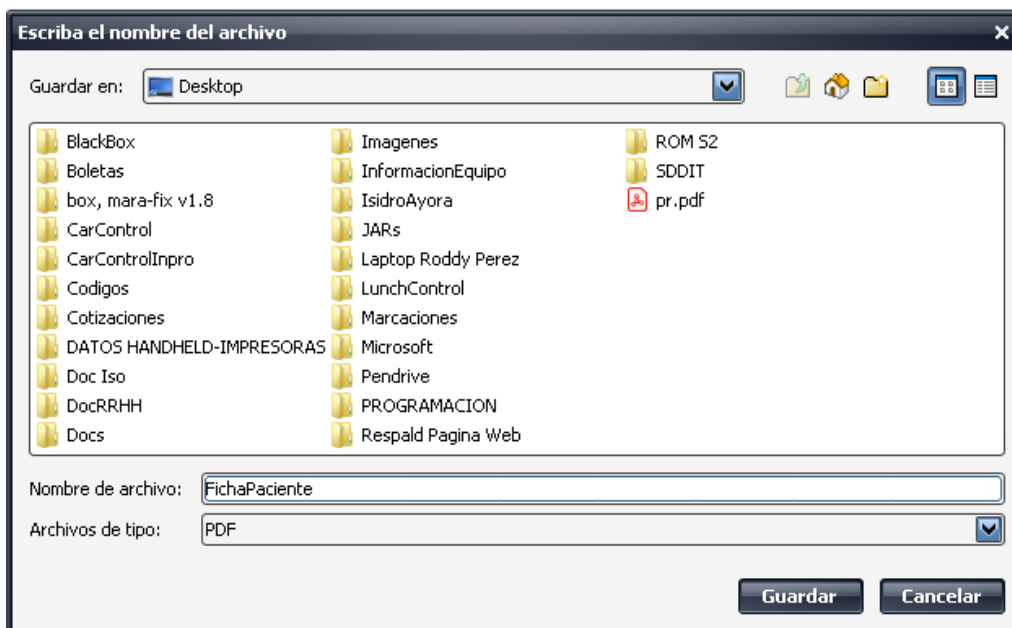 Escriba el nombre del archivo
Guardar en: Desktop
BlackBox
Boletas
box, mara-fix v1.8
CarControl
CarControlInpro
Codigos
Cotizaciones
DATOS HANDHELD-IMPRESORAS
Doc Iso
DocRRHH
Docs
Imagenes
InformacionEquipo
IsidroAyora
JARs
Laptop Roddy Perez
LunchControl
Marcaciones
Microsoft
Pendrive
PROGRAMACION
Respald Pagina Web
ROM S2
SDDIT
pr.pdf
Nombre de archivo: FichaPaciente
Archivos de tipo: PDF
Guardar Cancelar